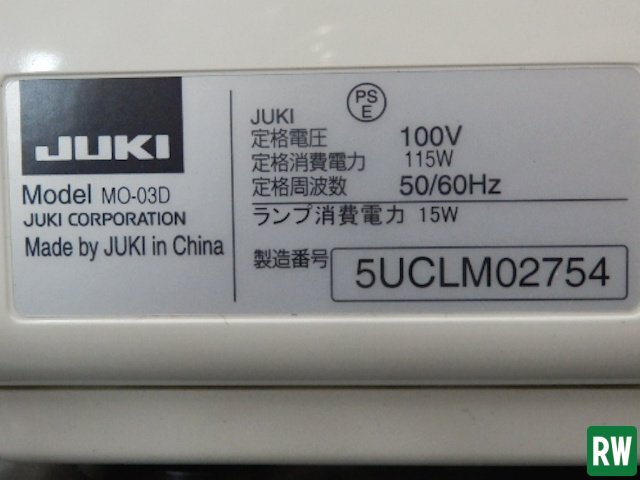 JUKI
Model MO-03D
JUKI CORPORATION
Made by JUKI in China
PS
E
JUKI
定格電圧 100V
定格消費電力 115W
定格周波数 50/60Hz
ランプ消費電力 15W
製造番号 5UCLM02754
RW